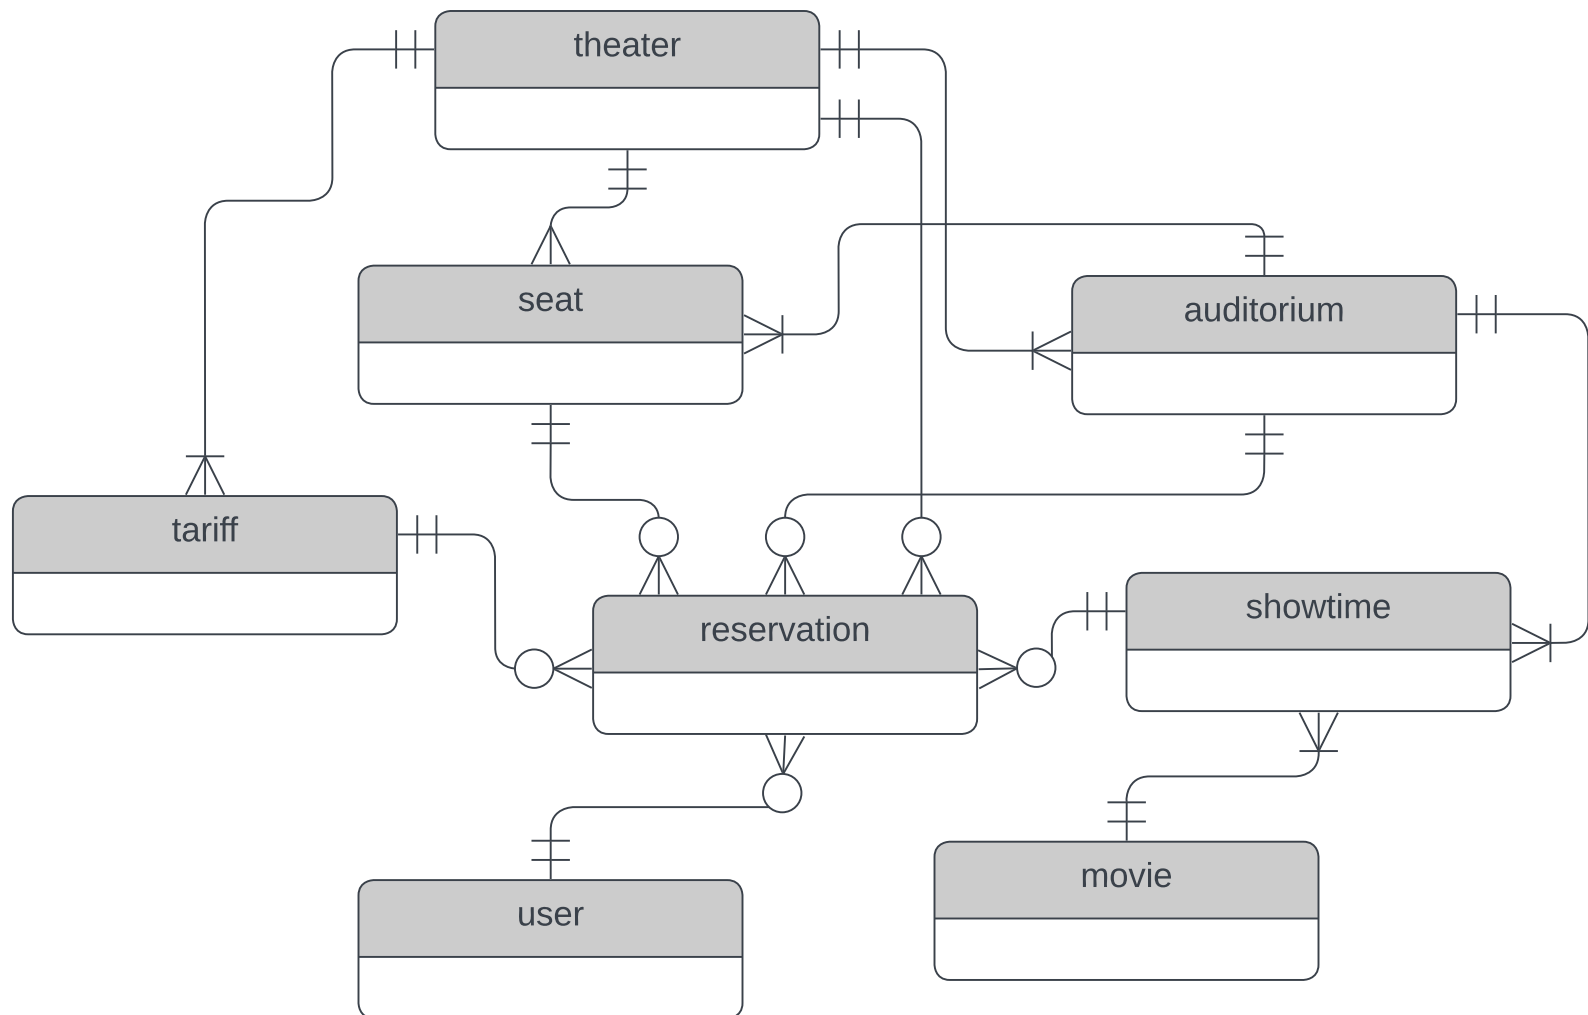 theater
seat
auditorium
tariff
reservation
showtime
user
movie